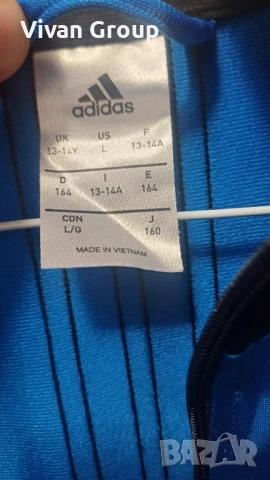 Vivan Group
adidas
UK US F
13-14Y L 13-14A
D I E
164 13-14A 164
CDN J
L/G 160
MADE IN VIETNAM
BAZAR